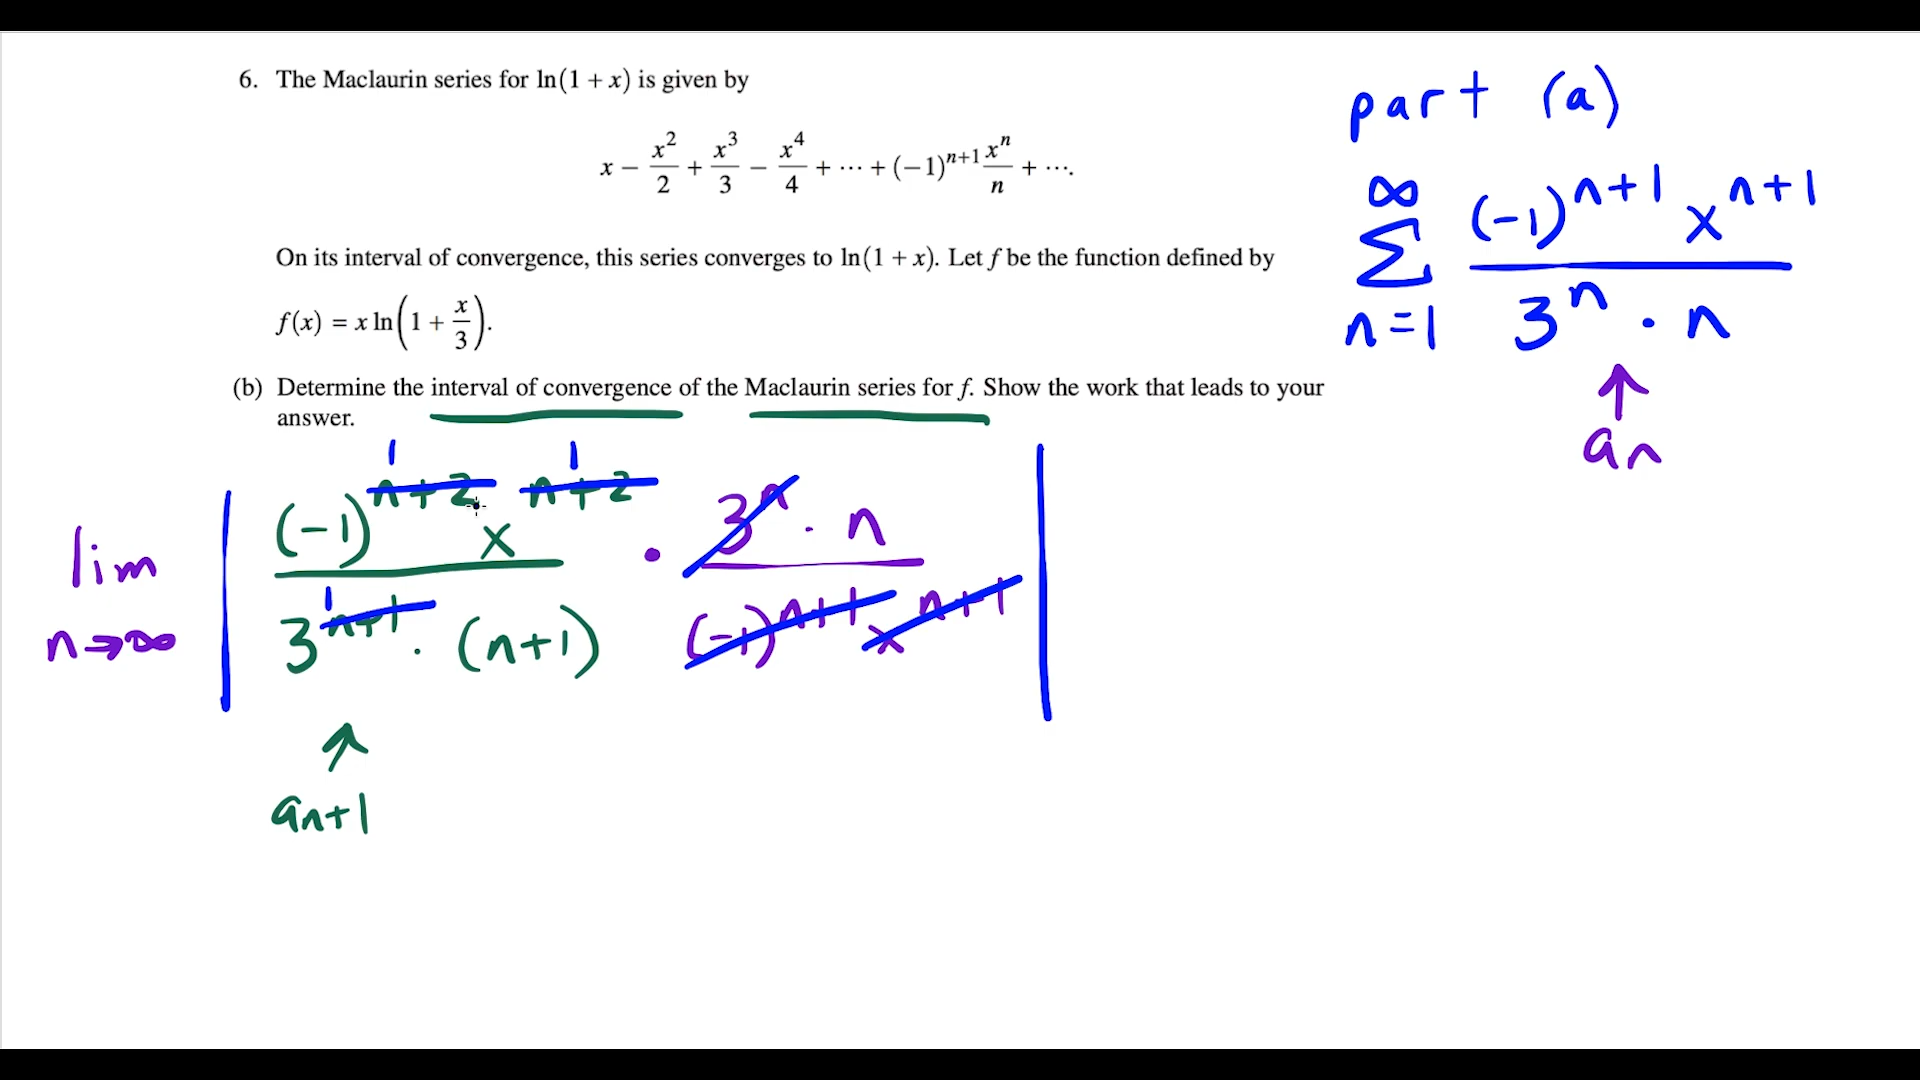 6. The Maclaurin series for ln(1 + x) is given by
x − x²/2 + x³/3 − x⁴/4 + ⋯ + (−1)ⁿ⁺¹ xⁿ/n + ⋯.
On its interval of convergence, this series converges to ln(1 + x). Let f be the function defined by
f(x) = x ln(1 + x/3).
(b) Determine the interval of convergence of the Maclaurin series for f. Show the work that leads to your
answer.
part (a)
∞
∑ (-1)ⁿ⁺¹ xⁿ⁺¹
n=1 3ⁿ · n
↑
an
1 1
lim | (-1)ⁿ⁺² xⁿ⁺² · 3ⁿ · n |
1
n→∞ 3ⁿ⁺¹ · (n+1) (-1)ⁿ⁺¹ xⁿ⁺¹
↑
an+1